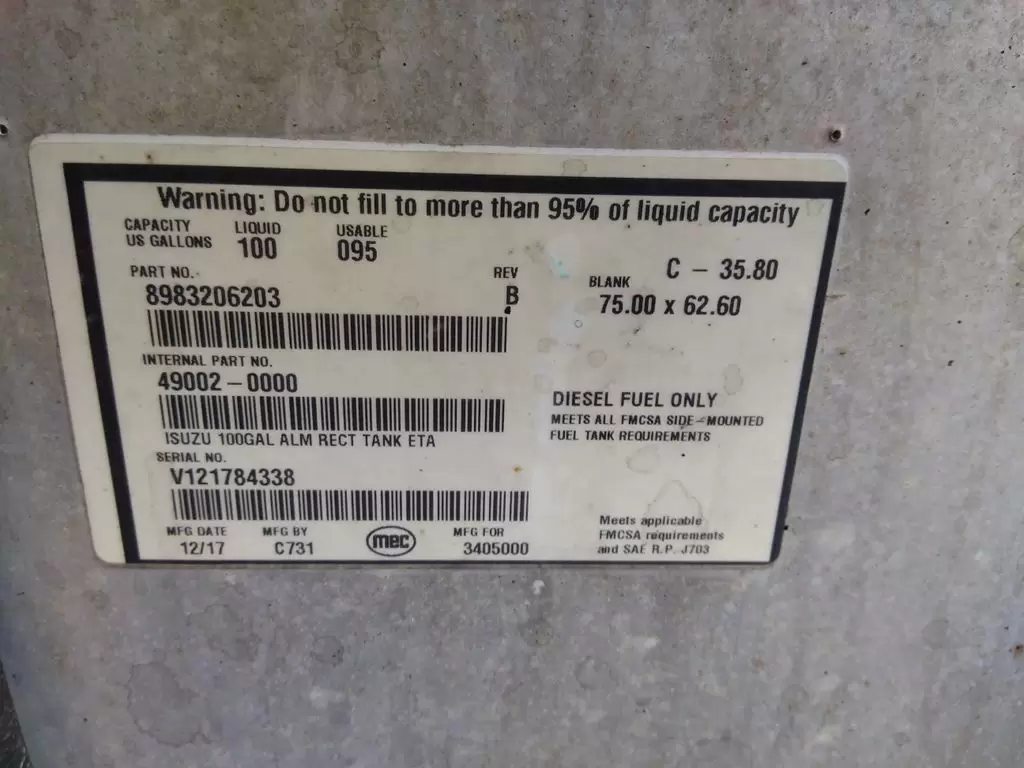 Warning: Do not fill to more than 95% of liquid capacity
CAPACITY US GALLONS
LIQUID 100
USABLE 095
C - 35.80
PART NO.
REV
BLANK
8983206203
B
75.00 x 62.60
INTERNAL PART NO.
49002-0000
DIESEL FUEL ONLY
MEETS ALL FMCSA SIDE-MOUNTED
FUEL TANK REQUIREMENTS
ISUZU 100GAL ALM RECT TANK ETA
SERIAL NO.
V121784338
MFG DATE
MFG BY
mec
MFG FOR
12/17
C731
3405000
Meets applicable
FMCSA requirements
and SAE R.P. J703